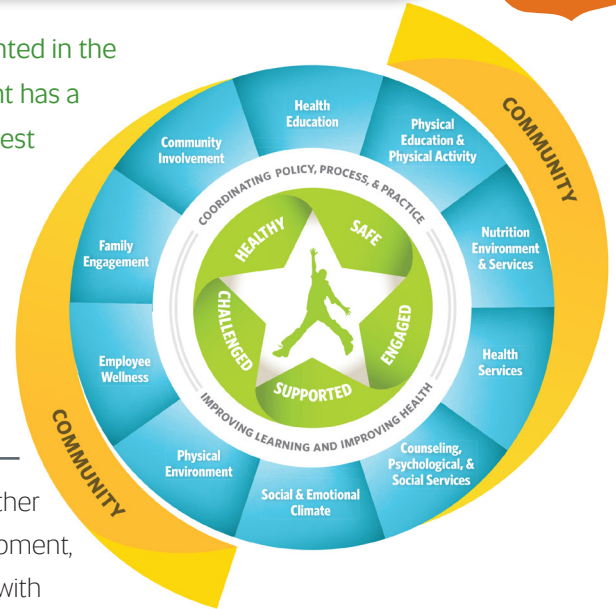 nted in the
nt has a
est
Health
Education
Physical
Education &
Physical Activity
Nutrition
Environment
& Services
Health
Services
Counseling,
Psychological, &
Social Services
Social & Emotional
Climate
Physical
Environment
Employee
Wellness
Family
Engagement
Community
Involvement
COMMUNITY
COMMUNITY
COORDINATING POLICY, PROCESS, & PRACTICE
IMPROVING LEARNING AND IMPROVING HEALTH
HEALTHY
SAFE
ENGAGED
SUPPORTED
CHALLENGED
ther
pment,
with